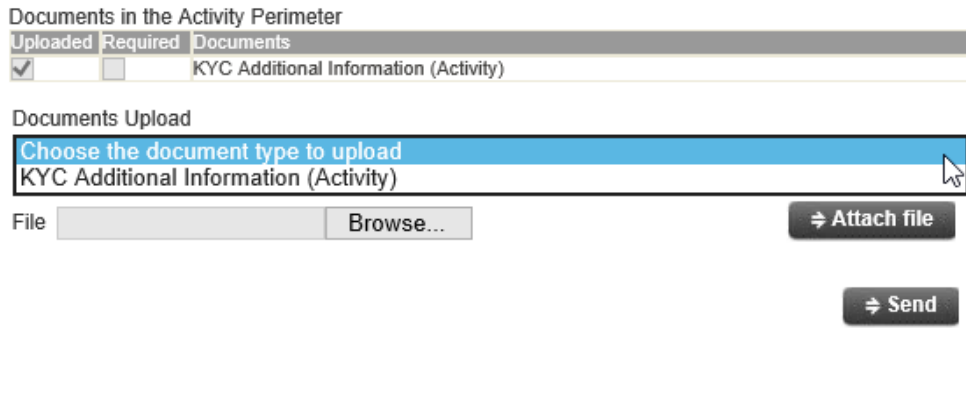 Documents in the Activity Perimeter
Uploaded Required Documents
KYC Additional Information (Activity)
Documents Upload
Choose the document type to upload
KYC Additional Information (Activity)
File Browse... Attach file
Send